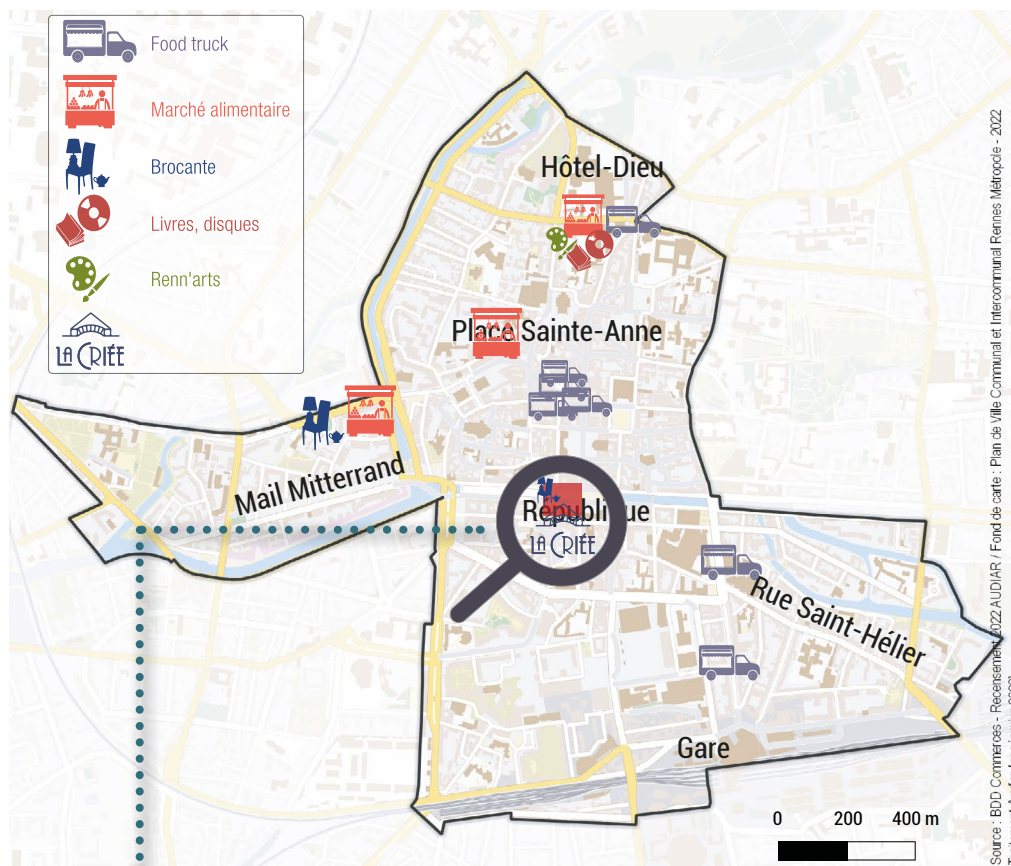 Food truck
Marché alimentaire
Brocante
Livres, disques
Renn'arts
LA CRIÉE
Hôtel-Dieu
Place Sainte-Anne
Mail Mitterrand
République
LA CRIÉE
Rue Saint-Hélier
Gare
0 200 400 m
Source : BDD Commerces - Recensement 2022 AUDIAR / Fond de carte : Plan de Ville Communal et Intercommunal Rennes Métropole - 2022